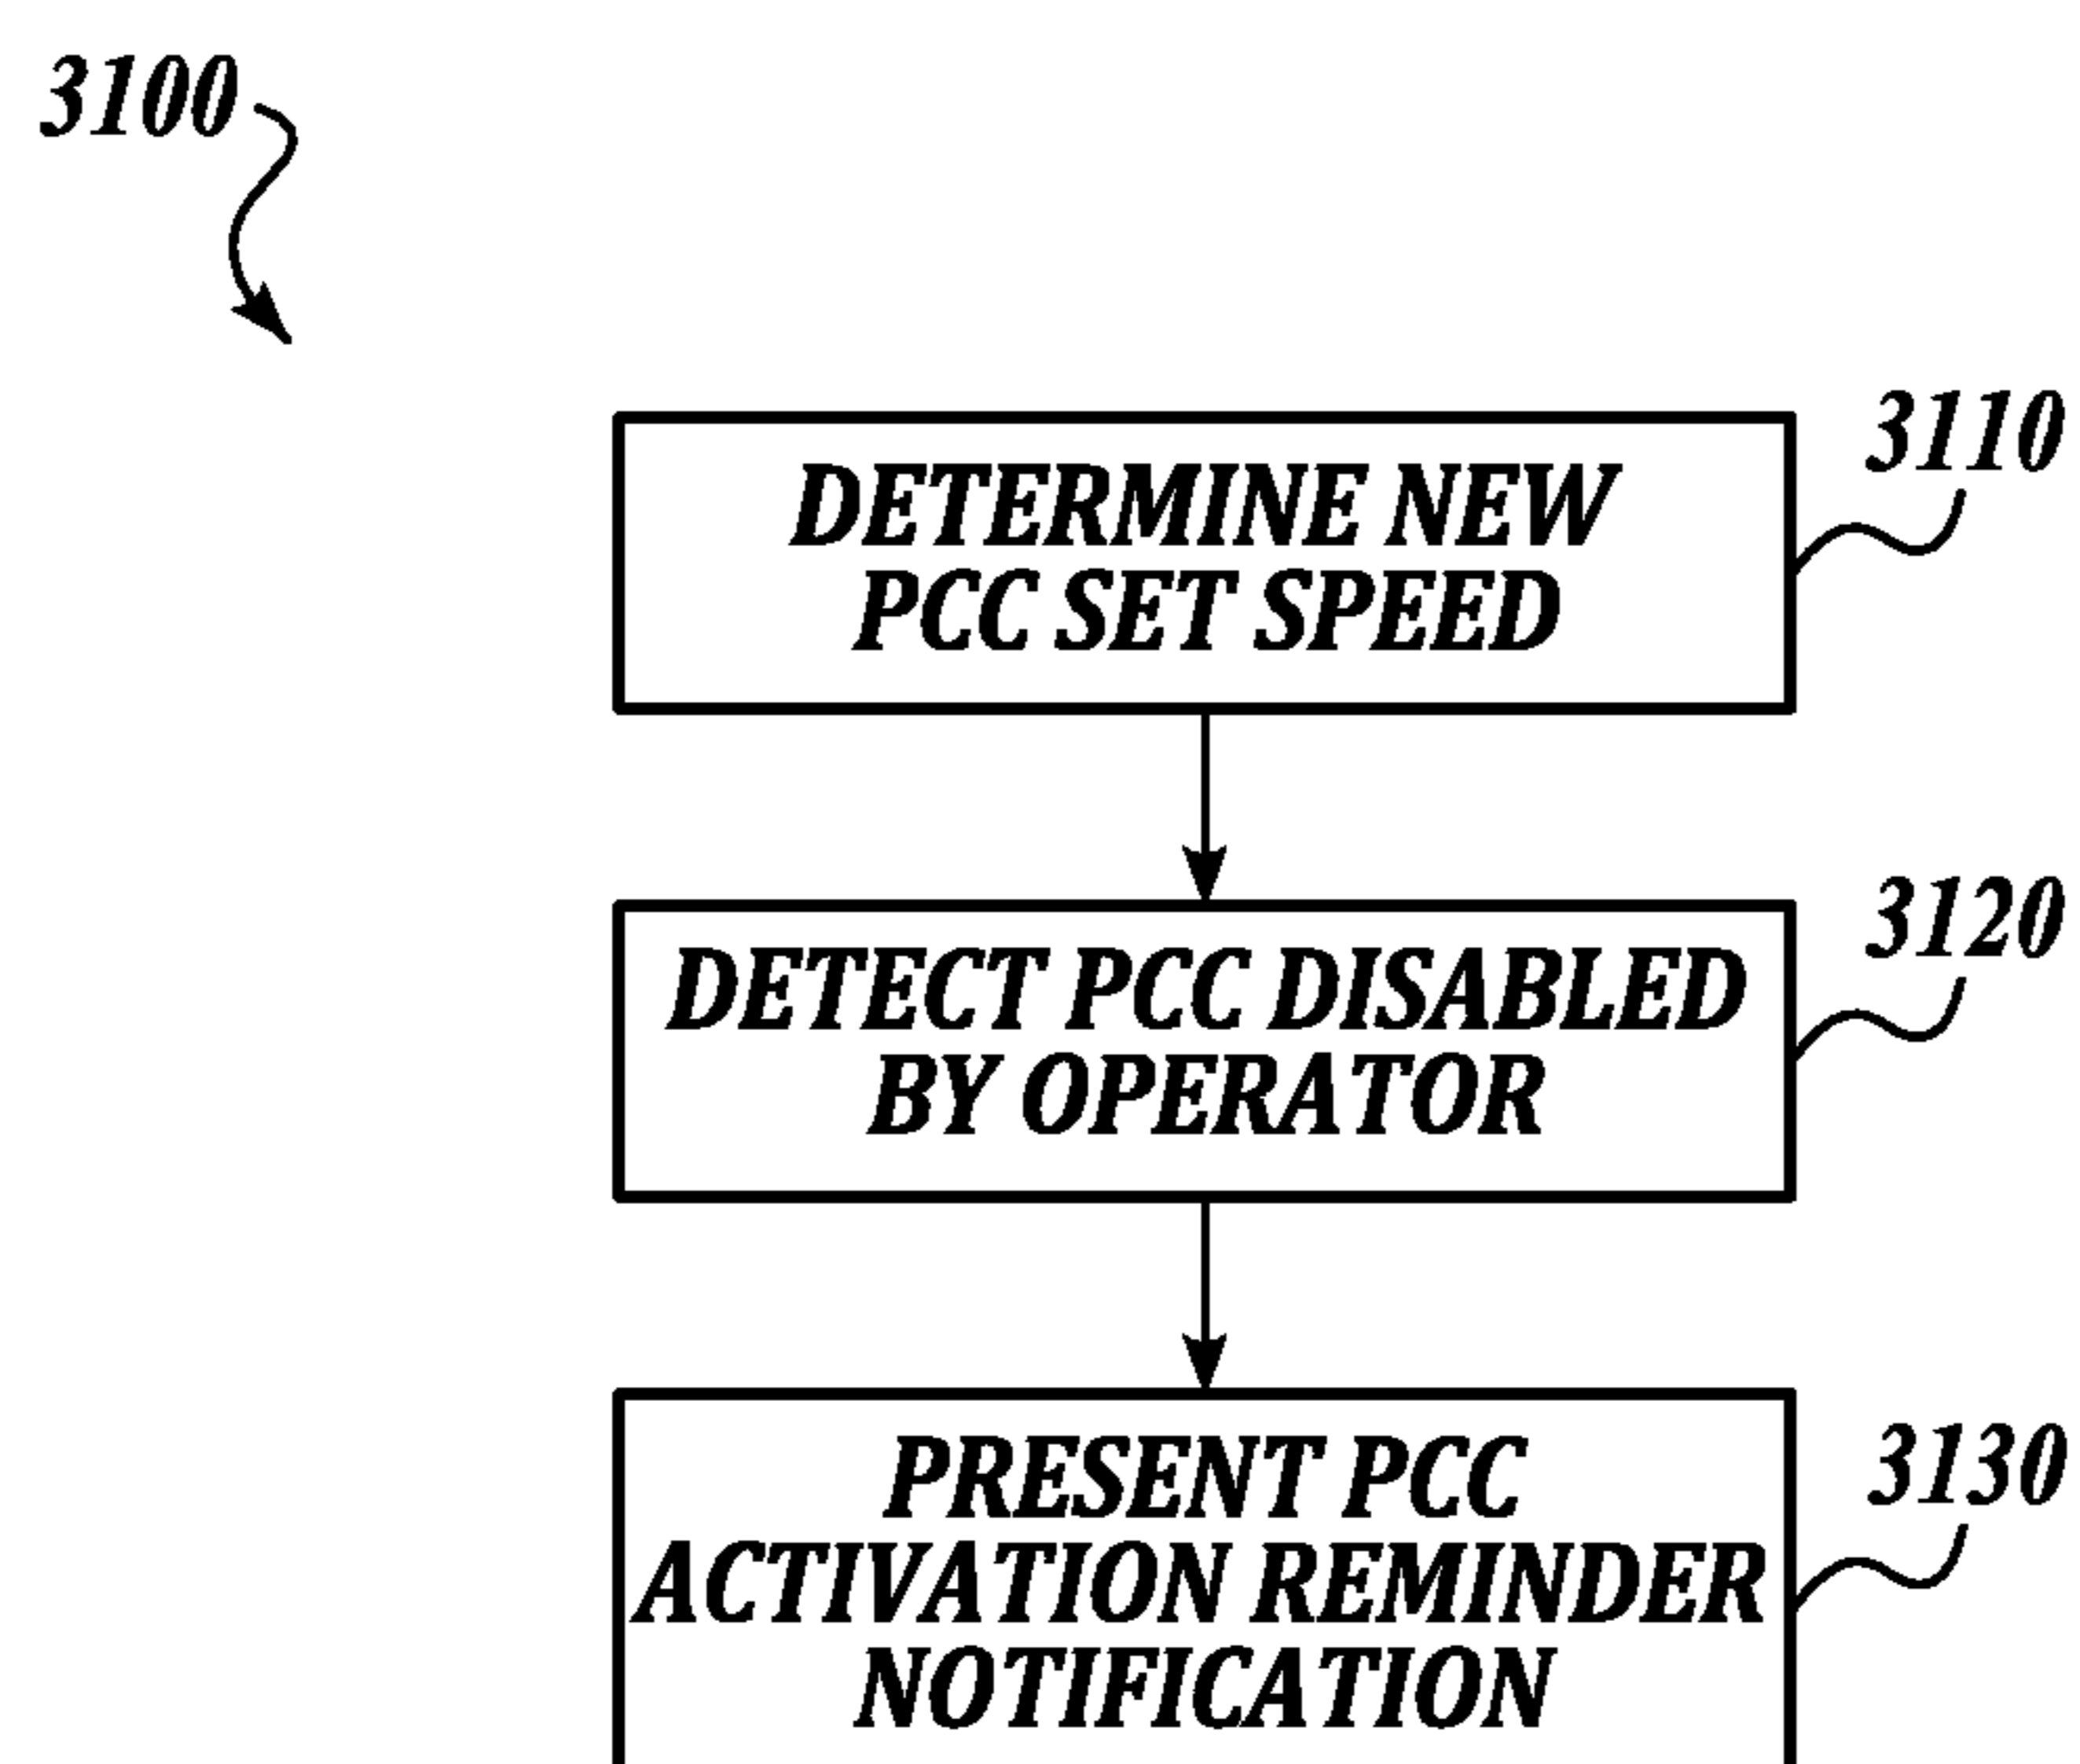 3100
3110
DETERMINE NEW
PCC SET SPEED
3120
DETECT PCC DISABLED
BY OPERATOR
3130
PRESENT PCC
ACTIVATION REMINDER
NOTIFICATION